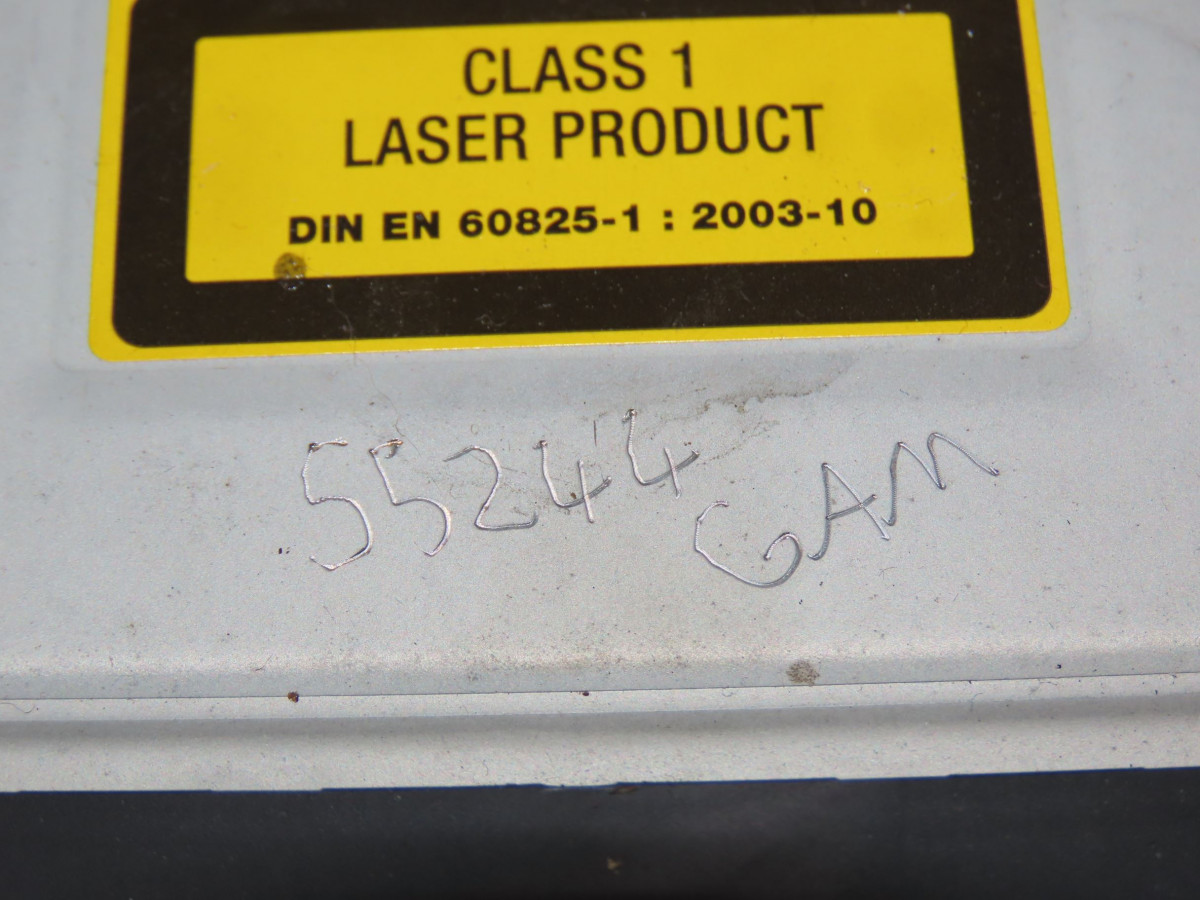 CLASS 1
LASER PRODUCT
DIN EN 60825-1 : 2003-10
55244 GAM